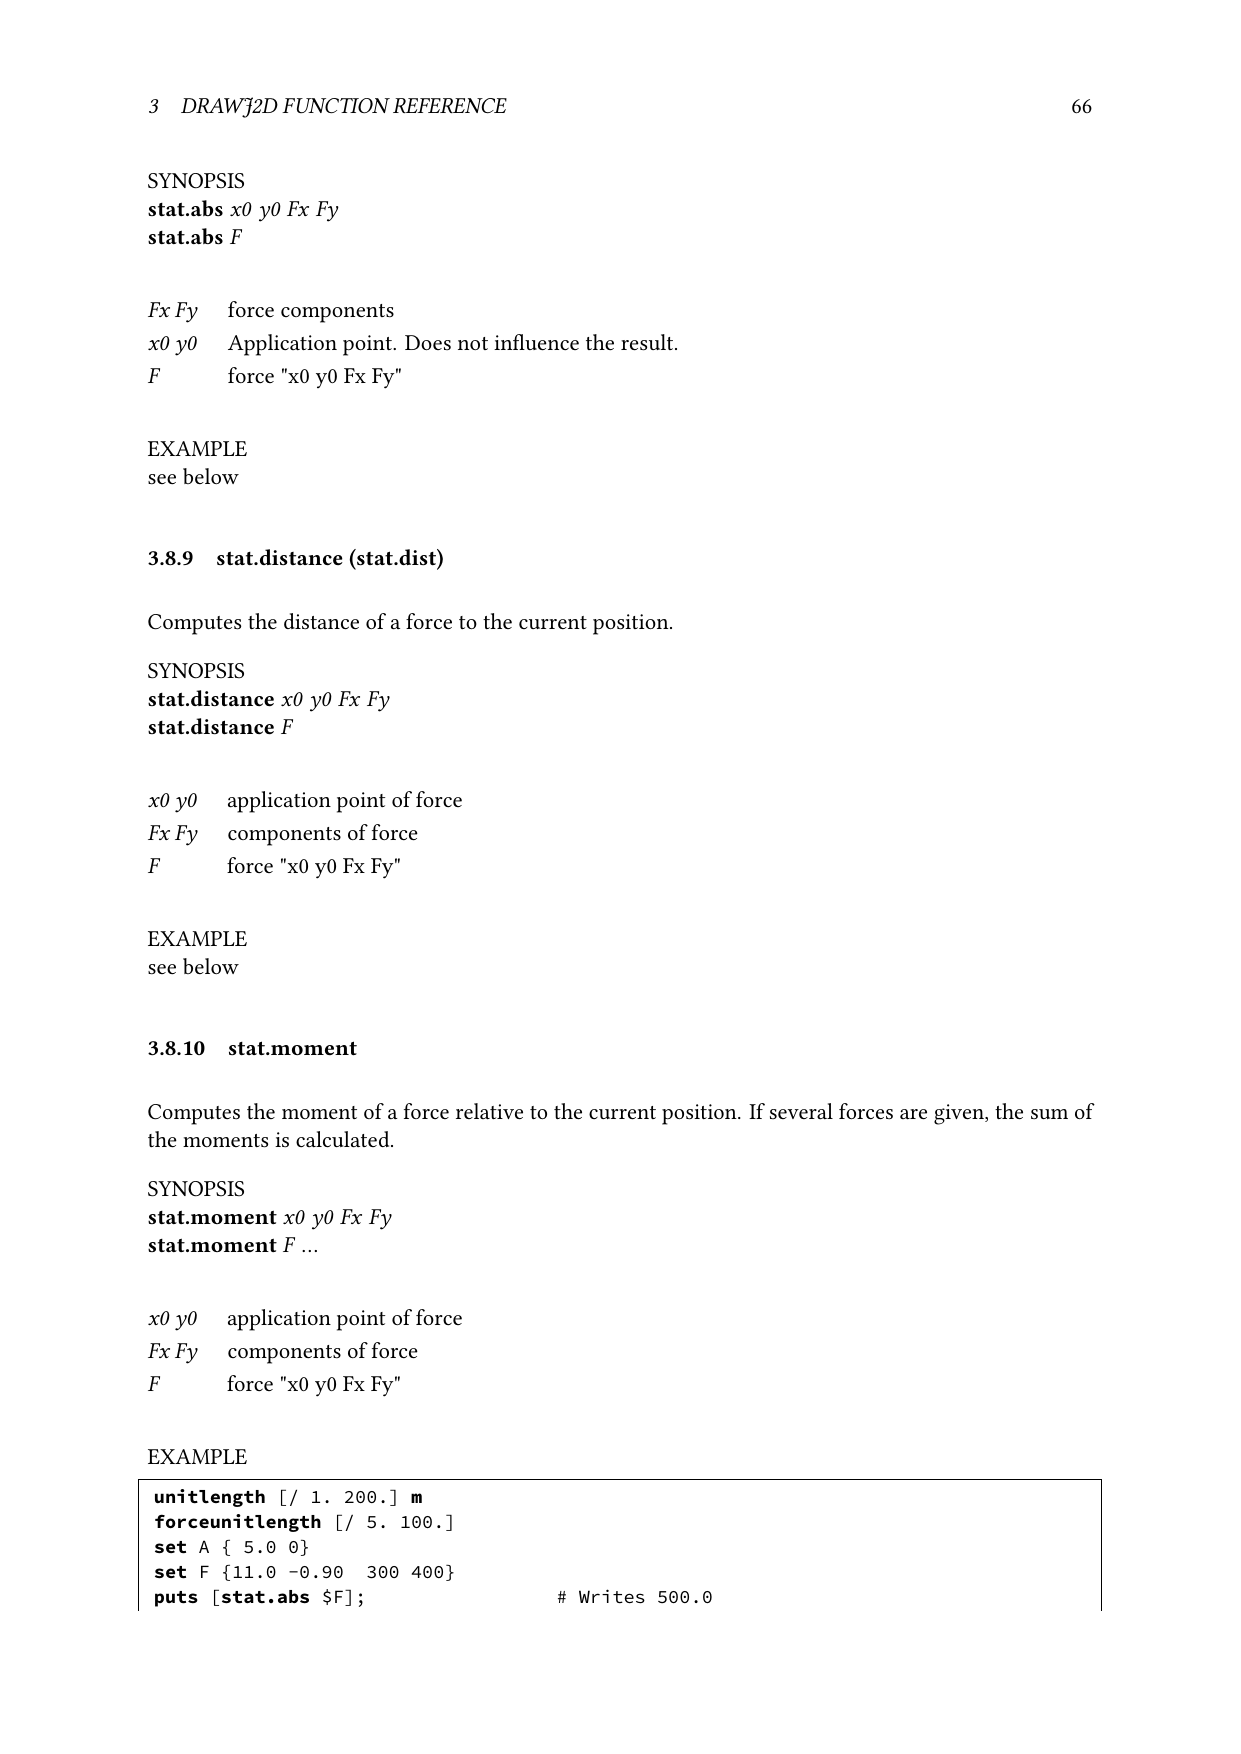 3 DRAWJ2D FUNCTION REFERENCE 66
SYNOPSIS
stat.abs x0 y0 Fx Fy
stat.abs F
Fx Fy force components
x0 y0 Application point. Does not influence the result.
F force "x0 y0 Fx Fy"
EXAMPLE
see below
3.8.9 stat.distance (stat.dist)
Computes the distance of a force to the current position.
SYNOPSIS
stat.distance x0 y0 Fx Fy
stat.distance F
x0 y0 application point of force
Fx Fy components of force
F force "x0 y0 Fx Fy"
EXAMPLE
see below
3.8.10 stat.moment
Computes the moment of a force relative to the current position. If several forces are given, the sum of
the moments is calculated.
SYNOPSIS
stat.moment x0 y0 Fx Fy
stat.moment F ...
x0 y0 application point of force
Fx Fy components of force
F force "x0 y0 Fx Fy"
EXAMPLE
unitlength [/ 1. 200.] m
forceunitlength [/ 5. 100.]
set A { 5.0 0}
set F {11.0 -0.90  300 400}
puts [stat.abs $F]; # Writes 500.0